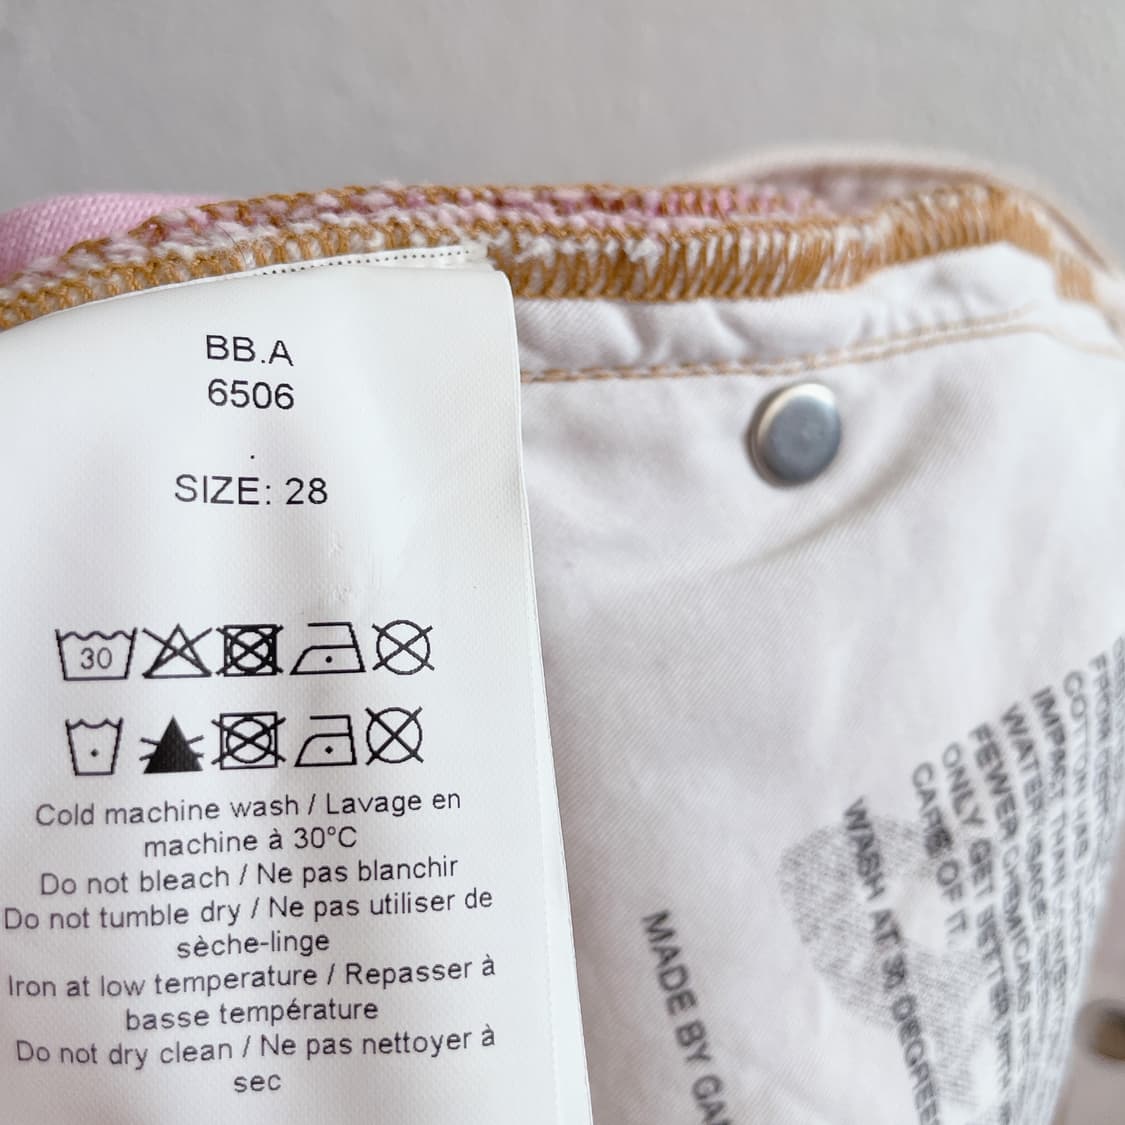 BB.A
6506
.
SIZE: 28
30
Cold machine wash / Lavage en
machine à 30°C
Do not bleach / Ne pas blanchir
Do not tumble dry / Ne pas utiliser de
sèche-linge
Iron at low temperature / Repasser à
basse température
Do not dry clean / Ne pas nettoyer à
sec
COTON HAS
IMPACT THAN
WATER USAGE
FEWER CHEMICALS
ONLY GET BETTER WITH
CARE OF IT.
WASH AT 30 DEGREE
MADE BY